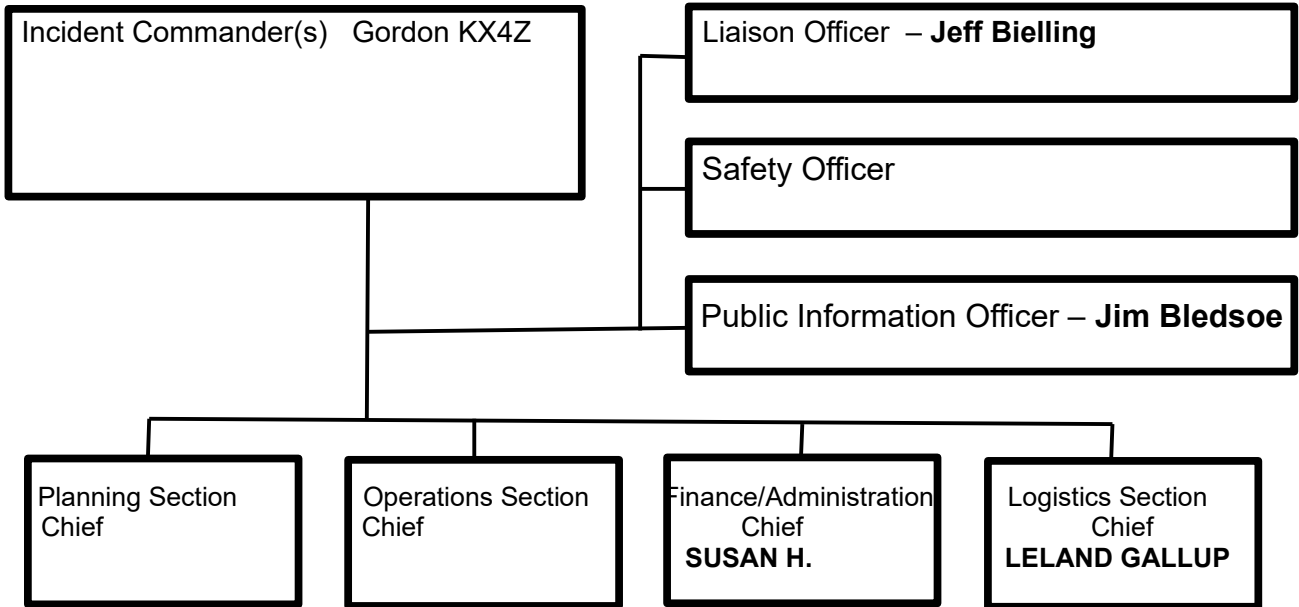 Incident Commander(s) Gordon KX4Z
Liaison Officer – Jeff Bielling
Safety Officer
Public Information Officer – Jim Bledsoe
Planning Section
Chief
Operations Section
Chief
Finance/Administration
Chief
SUSAN H.
Logistics Section
Chief
LELAND GALLUP